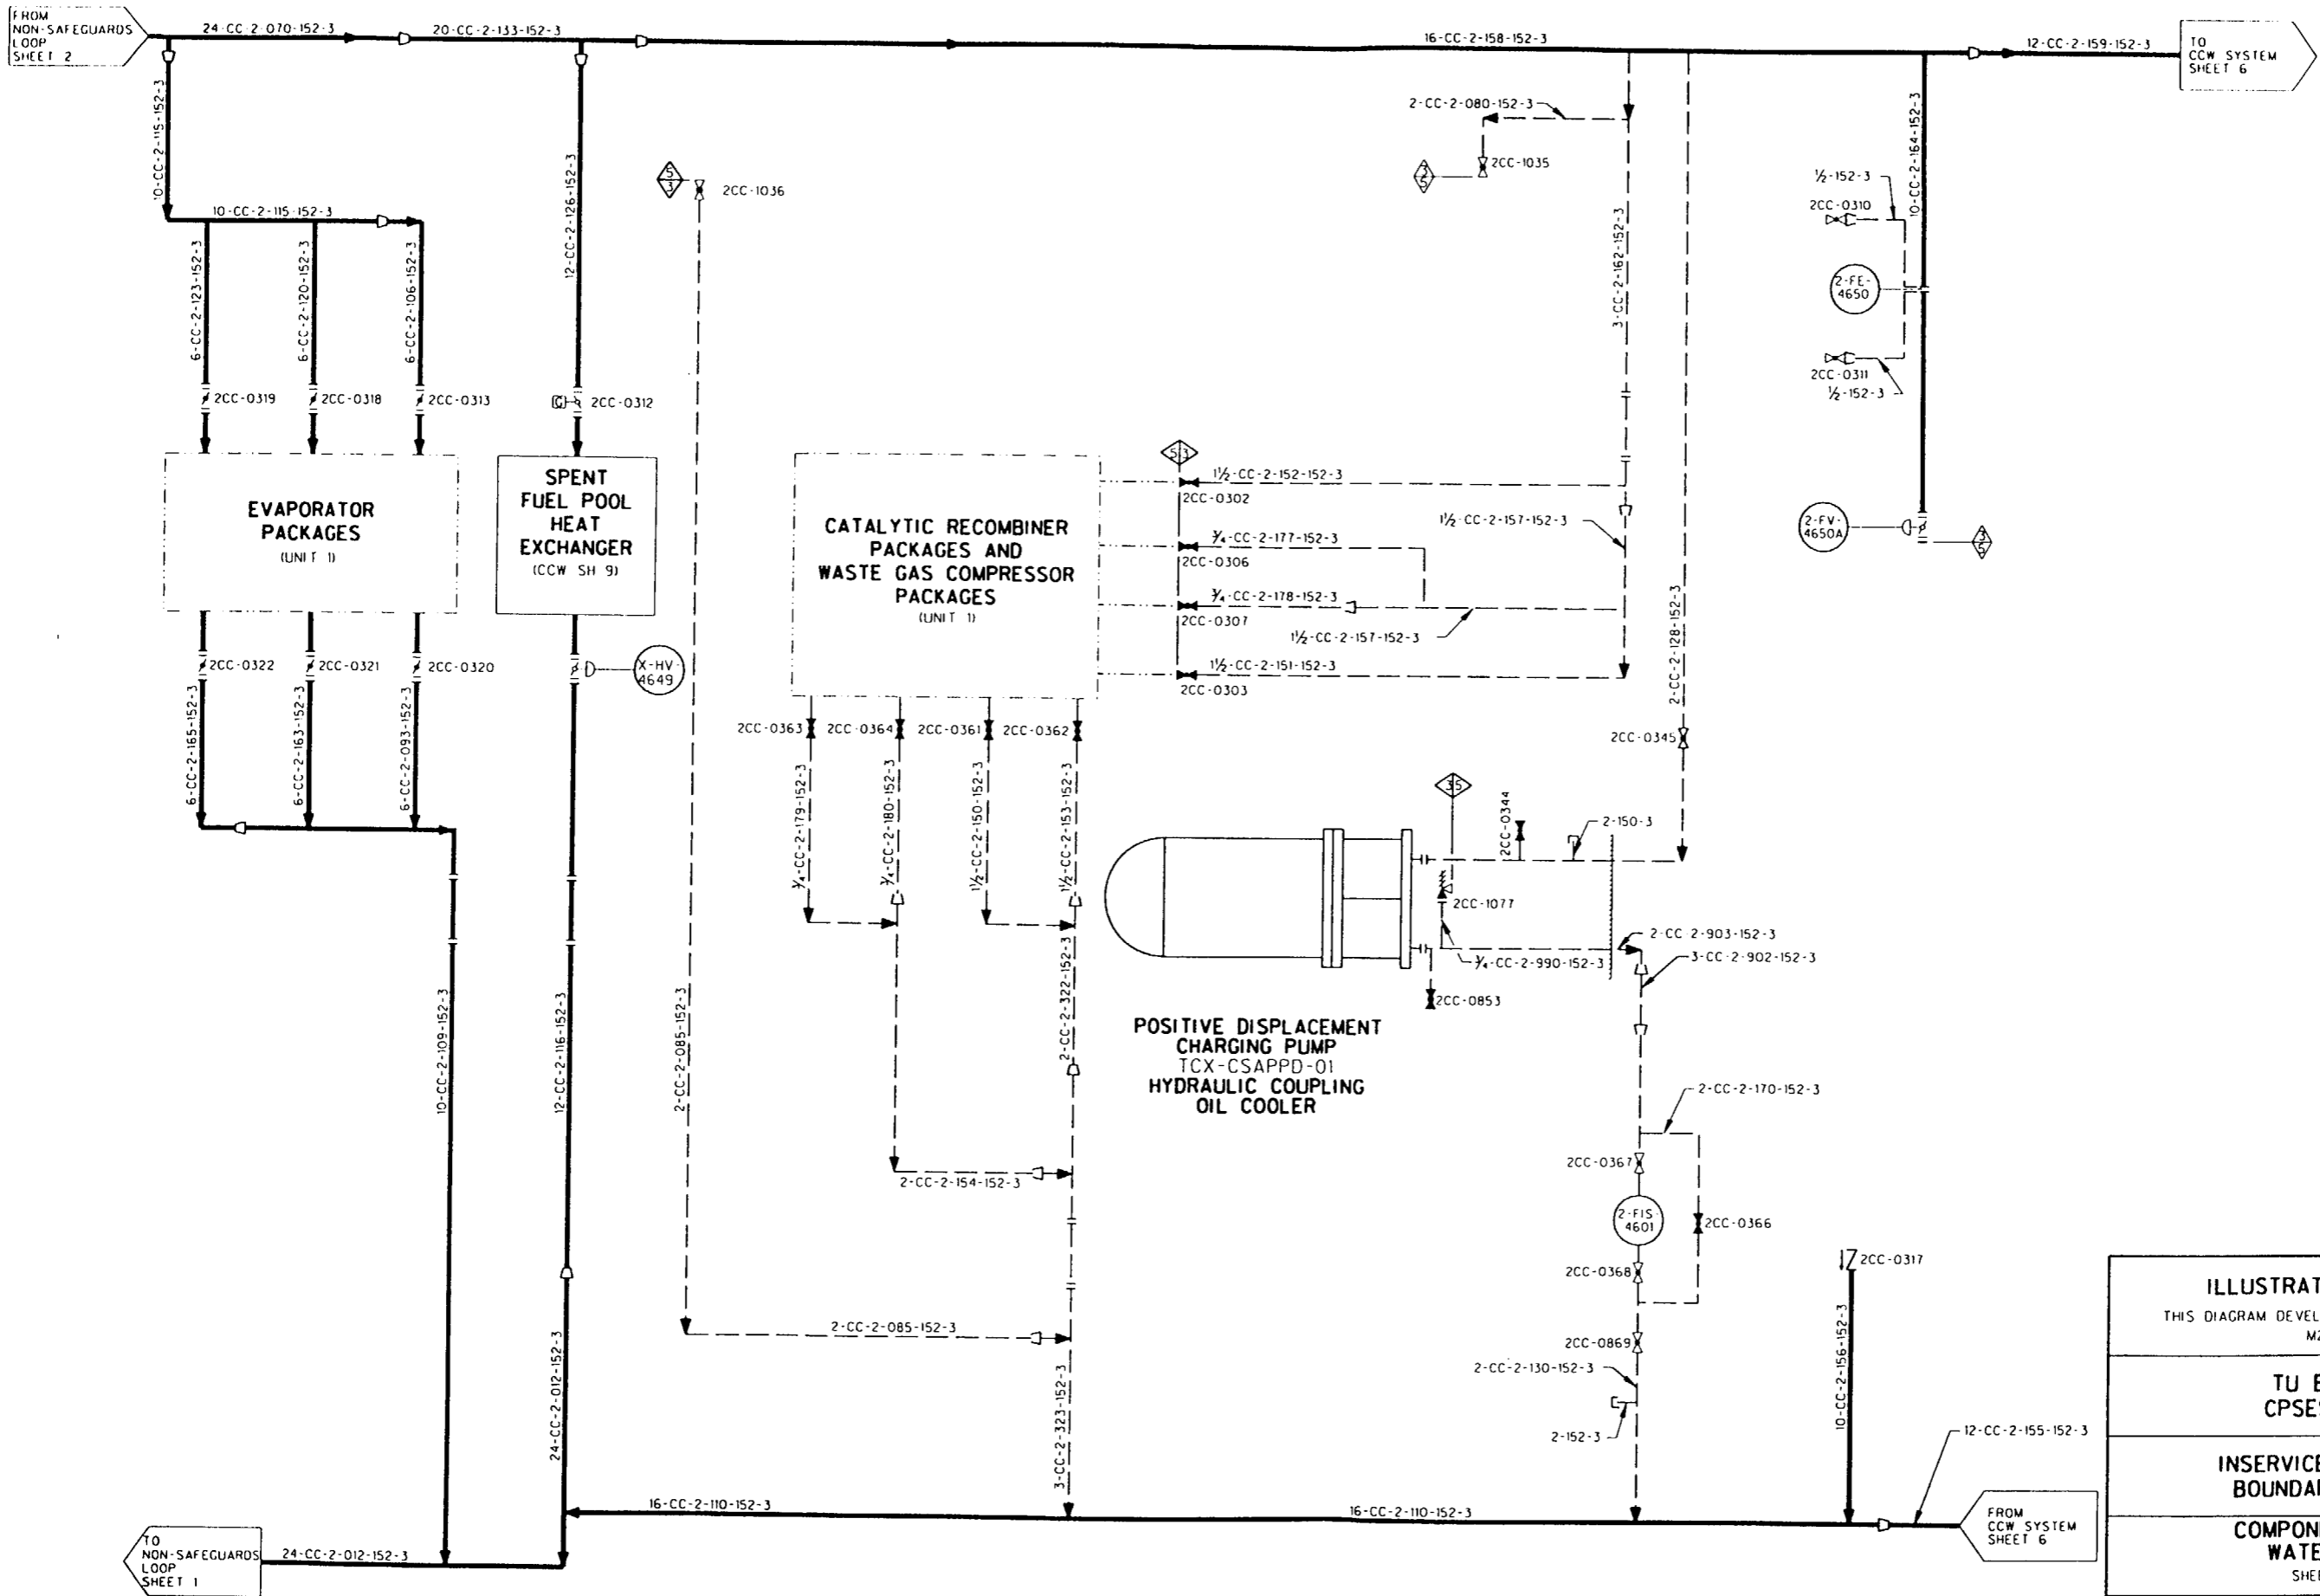 FROM
NON-SAFEGUARDS
LOOP
SHEET 2
24-CC-2-070-152-3
20-CC-2-133-152-3
16-CC-2-158-152-3
12-CC-2-159-152-3
TO
CCW SYSTEM
SHEET 6
10-CC-2-115-152-3
10-CC-2-115-152-3
6-CC-2-123-152-3
6-CC-2-120-152-3
6-CC-2-106-152-3
12-CC-2-126-152-3
5
3
2CC-1036
2-CC-2-080-152-3
2CC-1035
3
5
3-CC-2-162-152-3
10-CC-2-164-152-3
½-152-3
2CC-0310
2-FE-
4650
2CC-0311
½-152-3
2CC-0319
2CC-0318
2CC-0313
G
2CC-0312
EVAPORATOR
PACKAGES
(UNIT 1)
SPENT
FUEL POOL
HEAT
EXCHANGER
(CCW SH 9)
CATALYTIC RECOMBINER
PACKAGES AND
WASTE GAS COMPRESSOR
PACKAGES
(UNIT 1)
5 3
1½-CC-2-152-152-3
2CC-0302
1½-CC-2-157-152-3
¾-CC-2-177-152-3
2CC-0306
¾-CC-2-178-152-3
2CC-0307
1½-CC-2-157-152-3
1½-CC-2-151-152-3
2CC-0303
2-FV-
4650A
3
5
2-CC-2-128-152-3
2CC-0322
2CC-0321
2CC-0320
X-HV-
4649
6-CC-2-165-152-3
6-CC-2-163-152-3
6-CC-2-093-152-3
2CC-0363
2CC-0364
2CC-0361
2CC-0362
2CC-0345
¾-CC-2-179-152-3
¾-CC-2-180-152-3
1½-CC-2-150-152-3
1½-CC-2-153-152-3
3 5
2CC-0344
2-150-3
2CC-1077
2-CC-2-903-152-3
3-CC-2-902-152-3
¾-CC-2-990-152-3
2CC-0853
POSITIVE DISPLACEMENT
CHARGING PUMP
TCX-CSAPPD-01
HYDRAULIC COUPLING
OIL COOLER
10-CC-2-109-152-3
12-CC-2-116-152-3
2-CC-2-085-152-3
2-CC-2-322-152-3
2-CC-2-170-152-3
2-CC-2-154-152-3
2CC-0367
2-FIS-
4601
2CC-0366
2CC-0368
2CC-0317
2-CC-2-085-152-3
2CC-0869
2-CC-2-130-152-3
2-152-3
24-CC-2-012-152-3
3-CC-2-323-152-3
10-CC-2-156-152-3
12-CC-2-155-152-3
16-CC-2-110-152-3
16-CC-2-110-152-3
FROM
CCW SYSTEM
SHEET 6
TO
NON-SAFEGUARDS
LOOP
SHEET 1
24-CC-2-012-152-3
ILLUSTRAT
THIS DIAGRAM DEVEL
TU
CPSE
INSERVICE
BOUNDA
COMPON
WATE